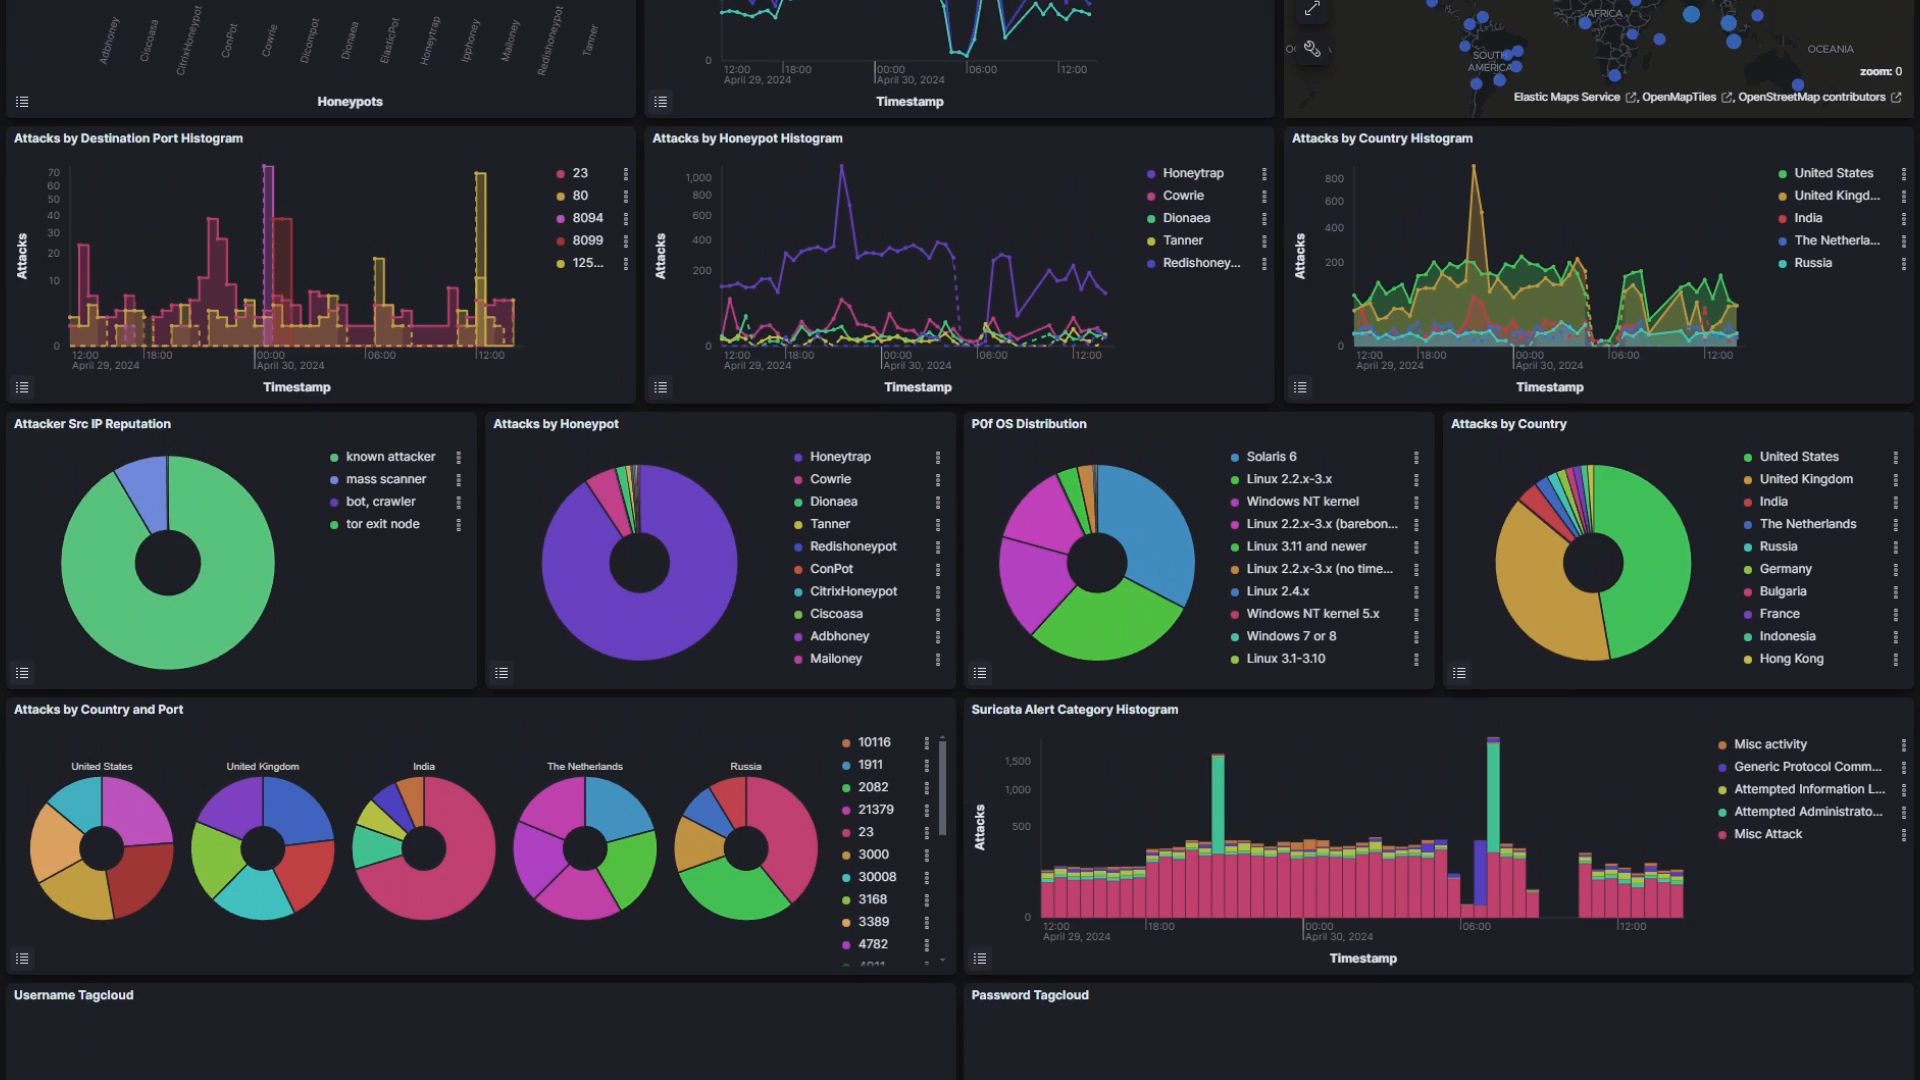 Adbhoney
Ciscoasa
CitrixHoneypot
ConPot
Cowrie
Dicompot
Dionaea
ElasticPot
Honeytrap
Ipphoney
Mailoney
Redishoneypot
Tanner
Honeypots
0
12:00 18:00 00:00 06:00 12:00
April 29, 2024 April 30, 2024
Timestamp
AFRICA
SOUTH
AMERICA
OCEANIA
zoom: 0
Elastic Maps Service , OpenMapTiles , OpenStreetMap contributors
Attacks by Destination Port Histogram
Attacks
70
60
50
40
30
20
10
0
12:00 18:00 00:00 06:00 12:00
April 29, 2024 April 30, 2024
Timestamp
23
80
8094
8099
125...
Attacks by Honeypot Histogram
Attacks
1,000
800
600
400
200
0
12:00 18:00 00:00 06:00 12:00
April 29, 2024 April 30, 2024
Timestamp
Honeytrap
Cowrie
Dionaea
Tanner
Redishoney...
Attacks by Country Histogram
Attacks
800
600
400
200
0
12:00 18:00 00:00 06:00 12:00
April 29, 2024 April 30, 2024
Timestamp
United States
United Kingd...
India
The Netherla...
Russia
Attacker Src IP Reputation
known attacker
mass scanner
bot, crawler
tor exit node
Attacks by Honeypot
Honeytrap
Cowrie
Dionaea
Tanner
Redishoneypot
ConPot
CitrixHoneypot
Ciscoasa
Adbhoney
Mailoney
P0f OS Distribution
Solaris 6
Linux 2.2.x-3.x
Windows NT kernel
Linux 2.2.x-3.x (barebon...
Linux 3.11 and newer
Linux 2.2.x-3.x (no time...
Linux 2.4.x
Windows NT kernel 5.x
Windows 7 or 8
Linux 3.1-3.10
Attacks by Country
United States
United Kingdom
India
The Netherlands
Russia
Germany
Bulgaria
France
Indonesia
Hong Kong
Attacks by Country and Port
United States
United Kingdom
India
The Netherlands
Russia
10116
1911
2082
21379
23
3000
30008
3168
3389
4782
4911
Suricata Alert Category Histogram
Attacks
1,500
1,000
500
0
12:00 18:00 00:00 06:00 12:00
April 29, 2024 April 30, 2024
Timestamp
Misc activity
Generic Protocol Comm...
Attempted Information L...
Attempted Administrato...
Misc Attack
Username Tagcloud
Password Tagcloud